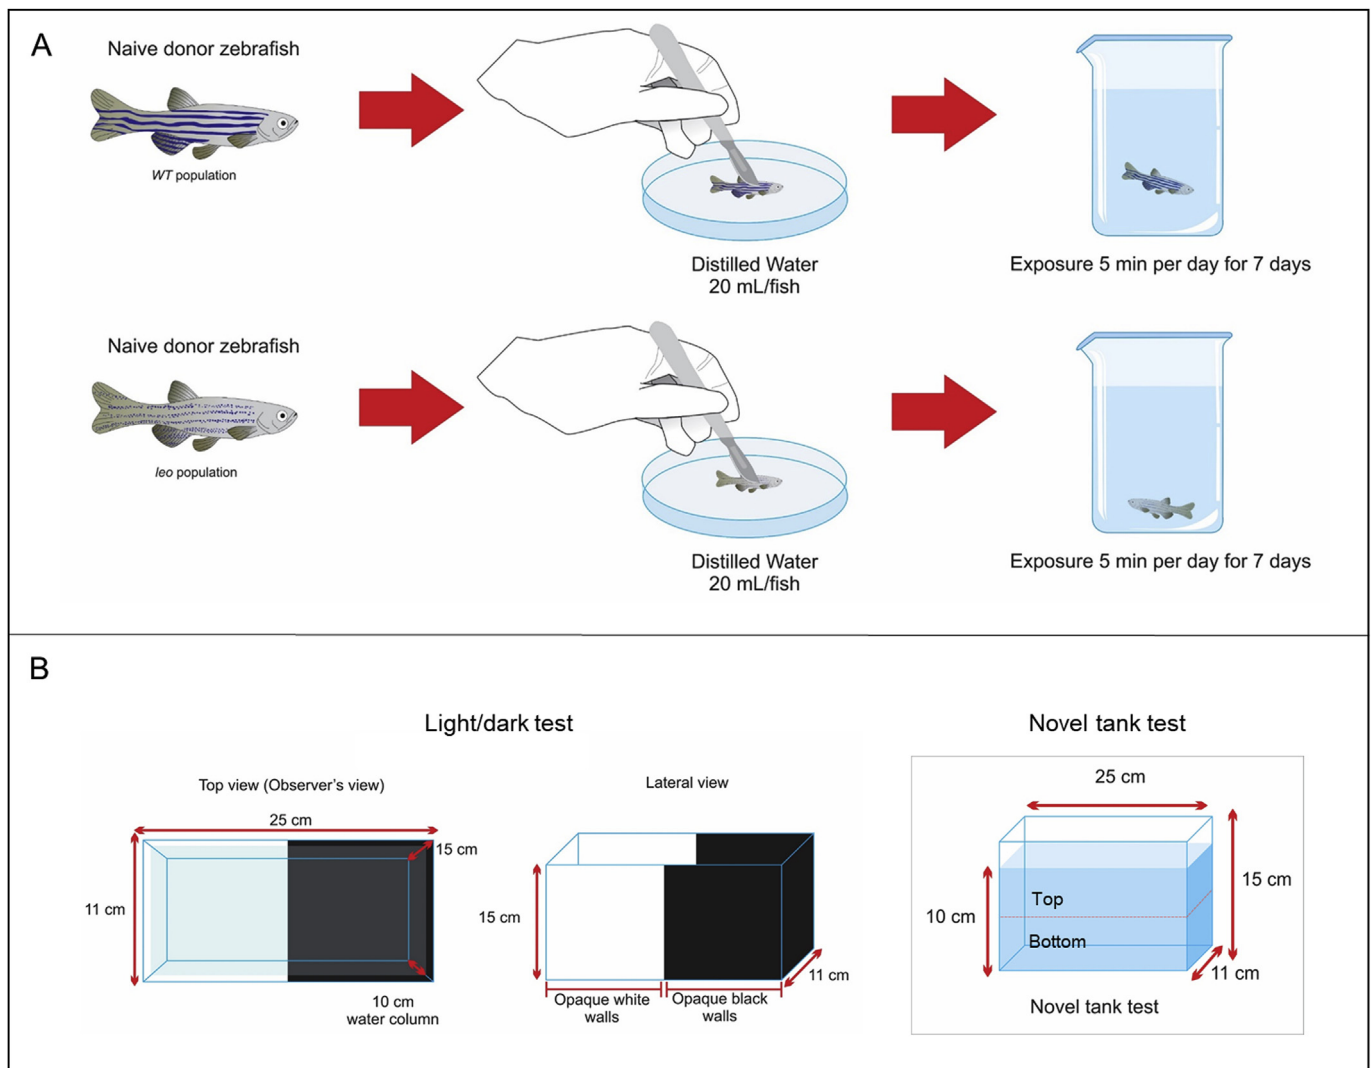 A
Naive donor zebrafish
WT population
Distilled Water
20 mL/fish
Exposure 5 min per day for 7 days
Naive donor zebrafish
leo population
Distilled Water
20 mL/fish
Exposure 5 min per day for 7 days
B
Light/dark test
Novel tank test
Top view (Observer's view)
Lateral view
25 cm
15 cm
11 cm
10 cm
water column
15 cm
11 cm
Opaque white
walls
Opaque black
walls
25 cm
15 cm
10 cm
Top
Bottom
11 cm
Novel tank test